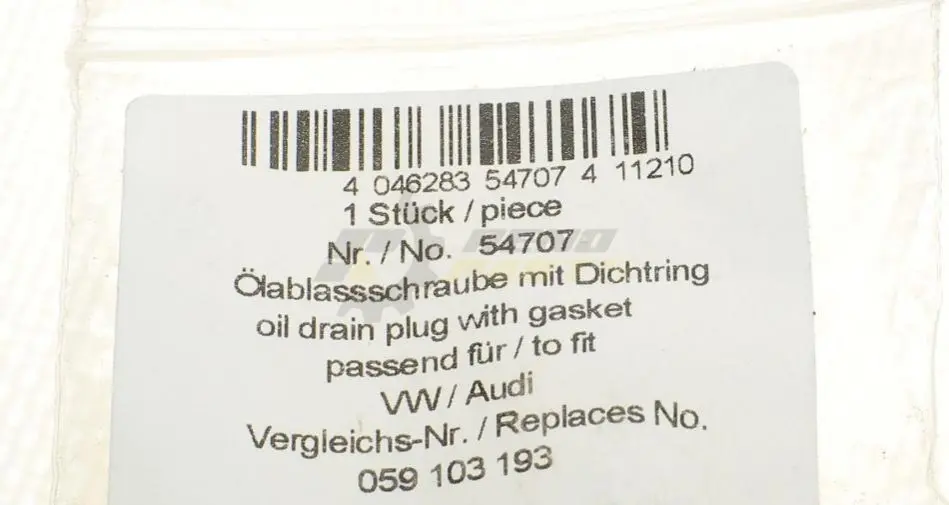 4 046283 54707 4 11210
1 Stück / piece
Nr. / No. 54707
Ölablassschraube mit Dichtring
oil drain plug with gasket
passend für / to fit
VW / Audi
Vergleichs-Nr. / Replaces No.
059 103 193